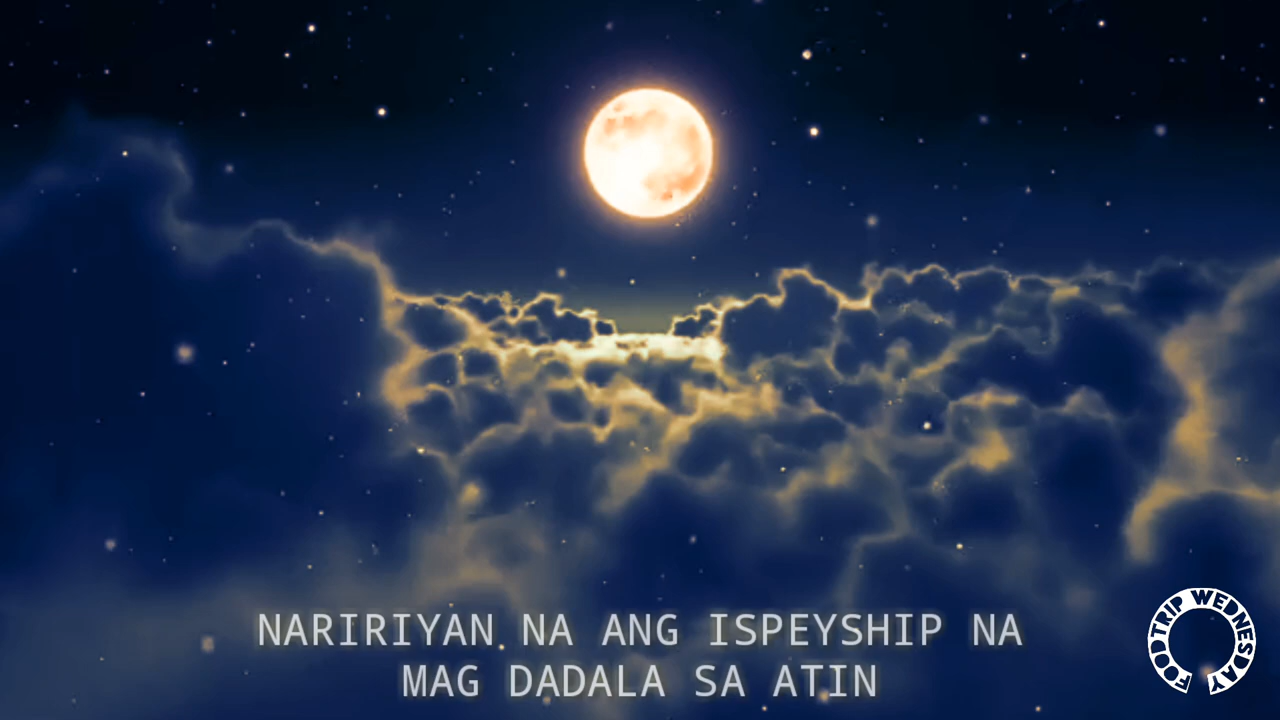 NARIRIYAN NA ANG ISPEYSHIP NA
MAG DADALA SA ATIN
FOODTRIP WEDNESDAY